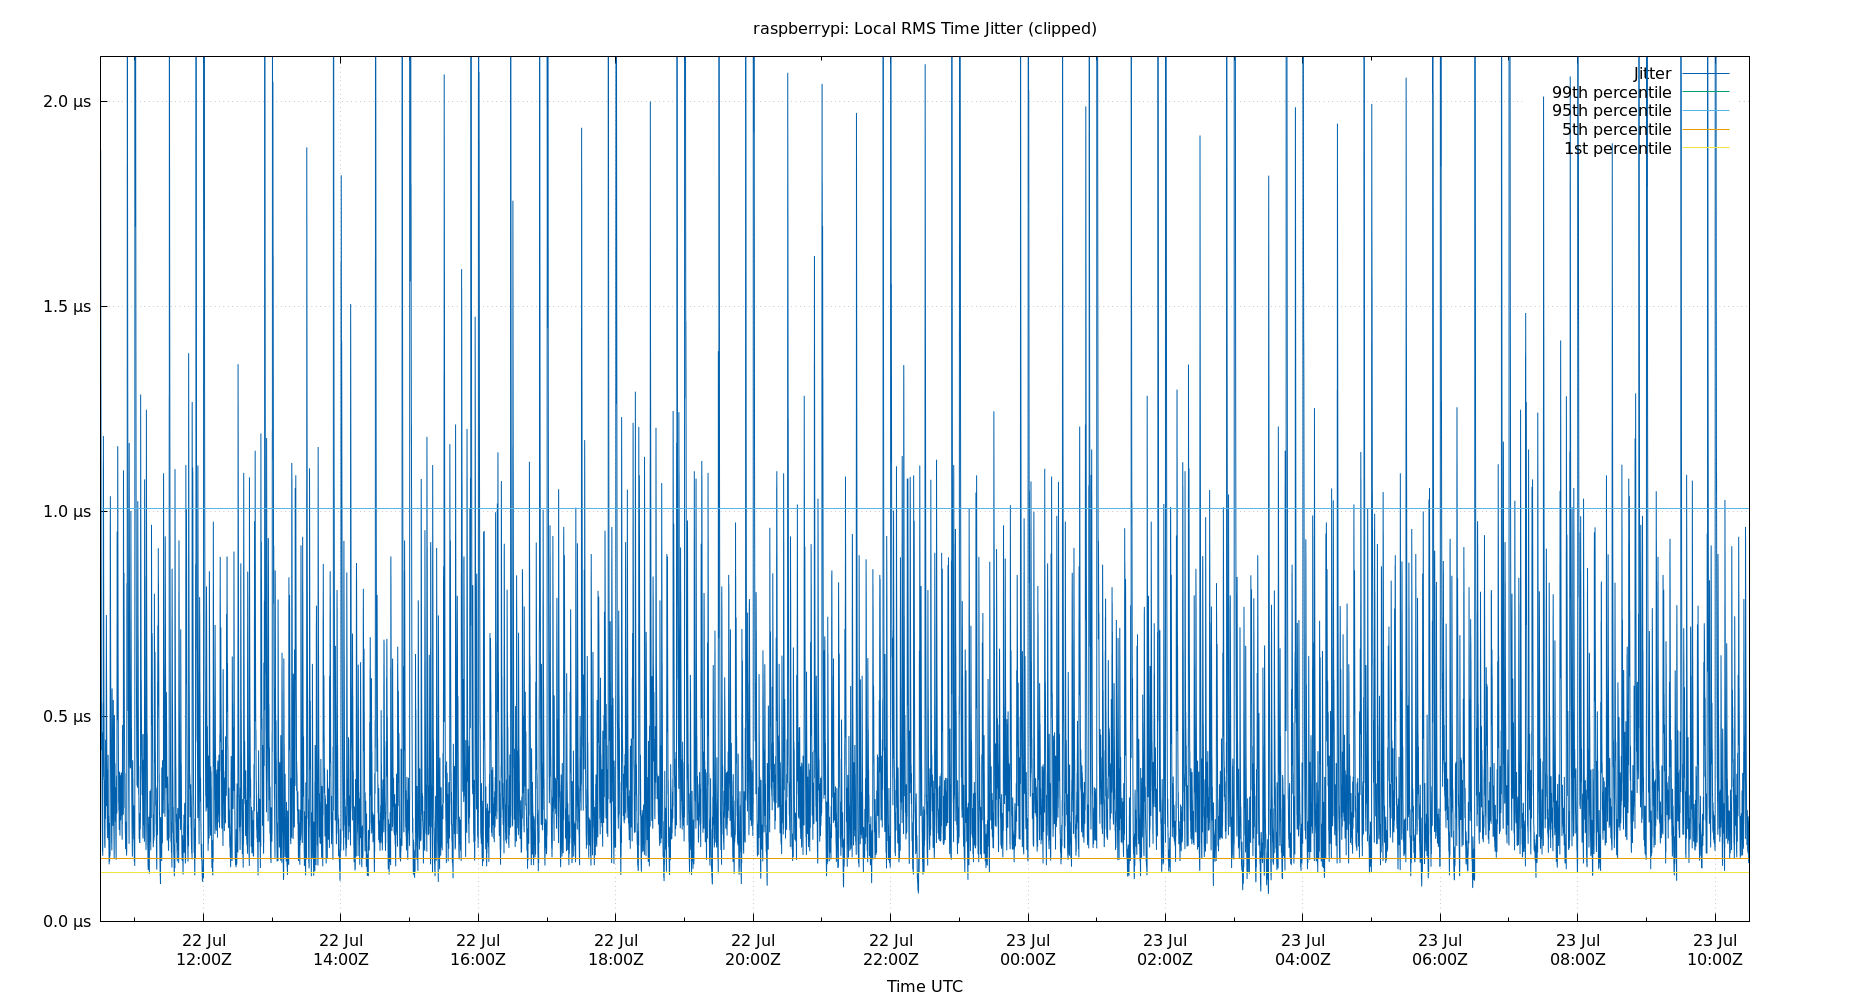 raspberrypi: Local RMS Time Jitter (clipped)
Jitter
99th percentile
95th percentile
5th percentile
1st percentile
2.0 μs
1.5 μs
1.0 μs
0.5 μs
0.0 μs
22 Jul 22 Jul 22 Jul 22 Jul 22 Jul 22 Jul 23 Jul 23 Jul 23 Jul 23 Jul 23 Jul 23 Jul
12:00Z 14:00Z 16:00Z 18:00Z 20:00Z 22:00Z 00:00Z 02:00Z 04:00Z 06:00Z 08:00Z 10:00Z
Time UTC